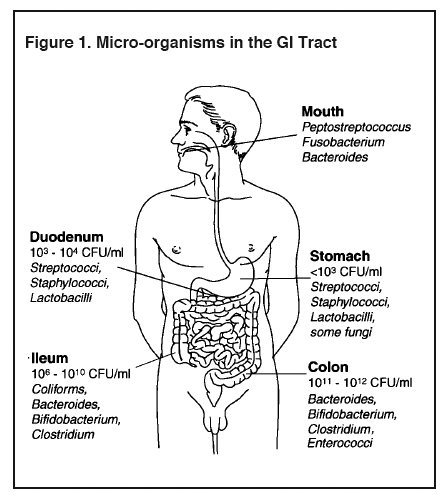 Figure 1. Micro-organisms in the GI Tract
Mouth
Peptostreptococcus
Fusobacterium
Bacteroides
Duodenum
10³ - 10⁴ CFU/ml
Streptococci,
Staphylococci,
Lactobacilli
Stomach
<10³ CFU/ml
Streptococci,
Staphylococci,
Lactobacilli,
some fungi
Ileum
10⁶ - 10¹⁰ CFU/ml
Coliforms,
Bacteroides,
Bifidobacterium,
Clostridium
Colon
10¹¹ - 10¹² CFU/ml
Bacteroides,
Bifidobacterium,
Clostridium,
Enterococci